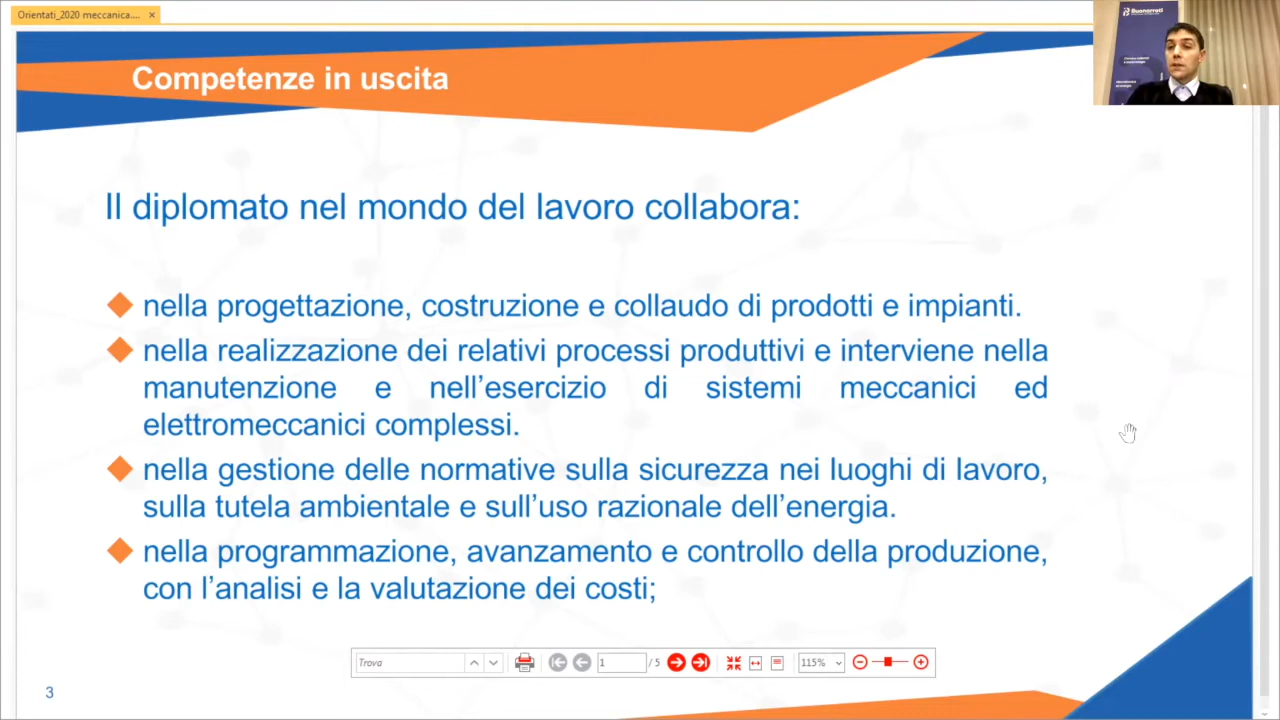 Orientati_2020 meccanica....
Buonarroti
Competenze in uscita
Il diplomato nel mondo del lavoro collabora:
nella progettazione, costruzione e collaudo di prodotti e impianti.
nella realizzazione dei relativi processi produttivi e interviene nella
manutenzione e nell’esercizio di sistemi meccanici ed
elettromeccanici complessi.
nella gestione delle normative sulla sicurezza nei luoghi di lavoro,
sulla tutela ambientale e sull’uso razionale dell’energia.
nella programmazione, avanzamento e controllo della produzione,
con l’analisi e la valutazione dei costi;
Trova
1
/ 5
115%
3